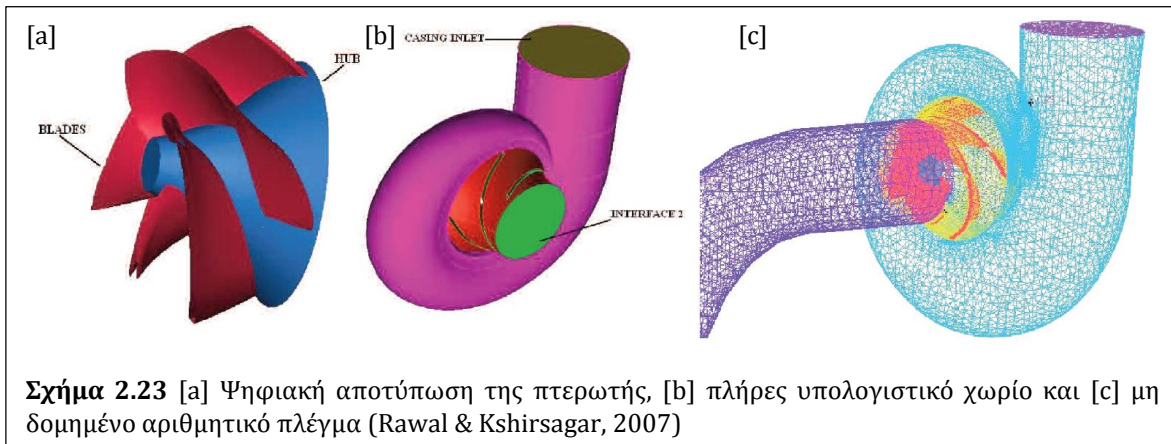 [a]
[b]
[c]
CASING INLET
HUB
BLADES
INTERFACE 2
Σχήμα 2.23 [a] Ψηφιακή αποτύπωση της πτερωτής, [b] πλήρες υπολογιστικό χωρίο και [c] μη
δομημένο αριθμητικό πλέγμα (Rawal & Kshirsagar, 2007)